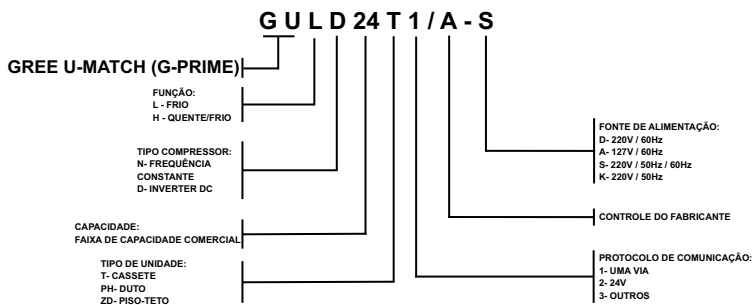 G U L D 24 T 1 / A - S
GREE U-MATCH (G-PRIME)
FUNÇÃO:
L - FRIO
H - QUENTE/FRIO
TIPO COMPRESSOR:
N- FREQUÊNCIA
CONSTANTE
D- INVERTER DC
CAPACIDADE:
FAIXA DE CAPACIDADE COMERCIAL
TIPO DE UNIDADE:
T- CASSETE
PH- DUTO
ZD- PISO-TETO
FONTE DE ALIMENTAÇÃO:
D- 220V / 60Hz
A- 127V / 60Hz
S- 220V / 50Hz / 60Hz
K- 220V / 50Hz
CONTROLE DO FABRICANTE
PROTOCOLO DE COMUNICAÇÃO:
1- UMA VIA
2- 24V
3- OUTROS